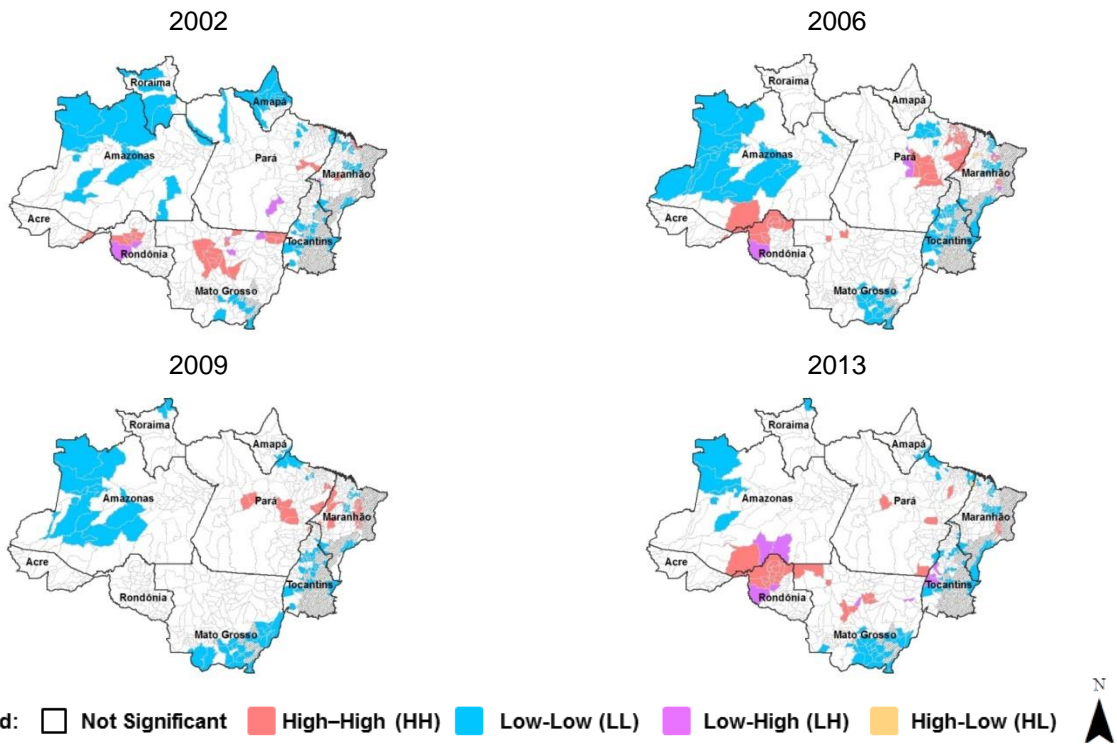 2002
2006
Roraima
Amapá
Amazonas
Pará
Maranhão
Acre
Rondônia
Tocantins
Mato Grosso
Roraima
Amapá
Amazonas
Pará
Maranhão
Acre
Rondônia
Tocantins
Mato Grosso
2009
2013
Roraima
Amapá
Amazonas
Pará
Maranhão
Acre
Rondônia
Tocantins
Mato Grosso
Roraima
Amapá
Amazonas
Pará
Maranhão
Acre
Rondônia
Tocantins
Mato Grosso
N
d: Not Significant High–High (HH) Low-Low (LL) Low-High (LH) High-Low (HL)